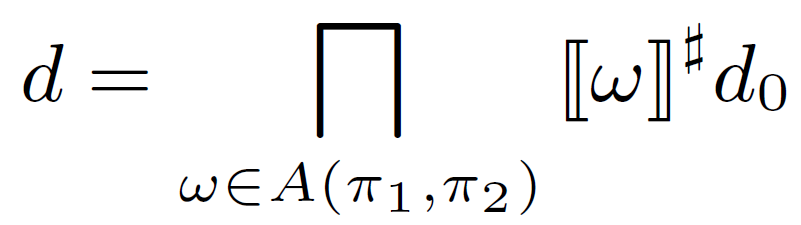 d = ⨅_{ω∈A(π₁,π₂)} ⟦ω⟧^♯ d₀